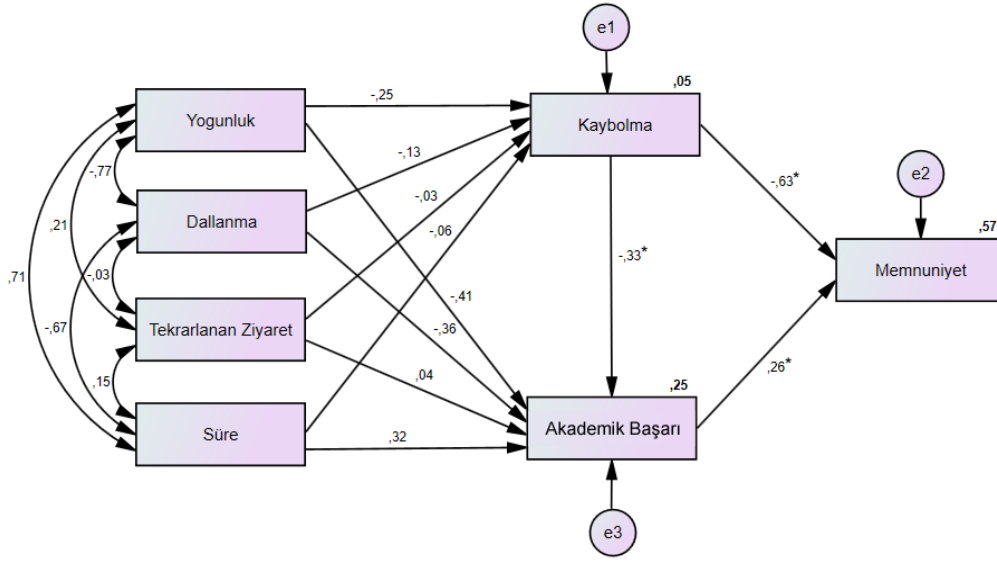 e1
,05
Yogunluk
-,25
Kaybolma
-,77
-,13
e2
-,63*
Dallanma
-,03
,57
,21
-,06
-,33*
Memnuniyet
,71
-,03
-,41
-,67
Tekrarlanan Ziyaret
-,36
,15
,04
,26*
,25
Süre
,32
Akademik Başarı
e3